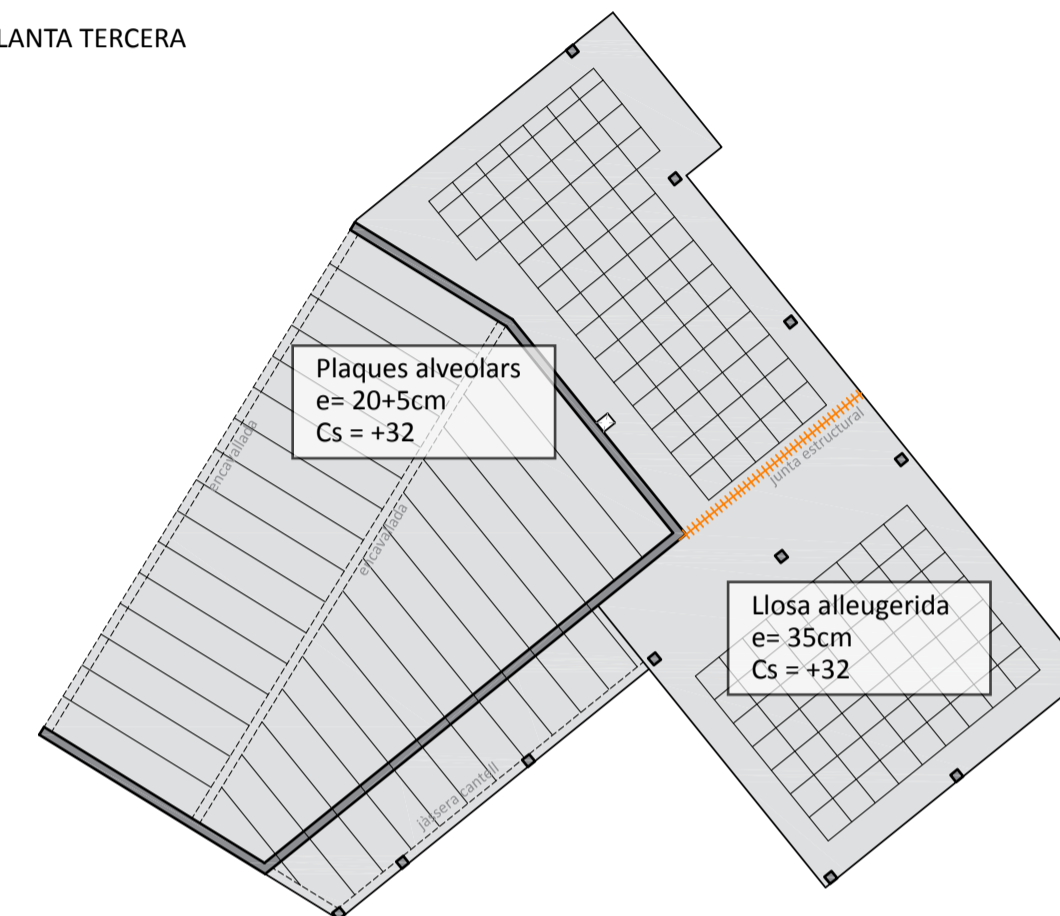 LANTA TERCERA
Plaques alveolars
e= 20+5cm
Cs = +32
encavallada
encavallada
junta estructural
Llosa alleugerida
e= 35cm
Cs = +32
jàssera cantell